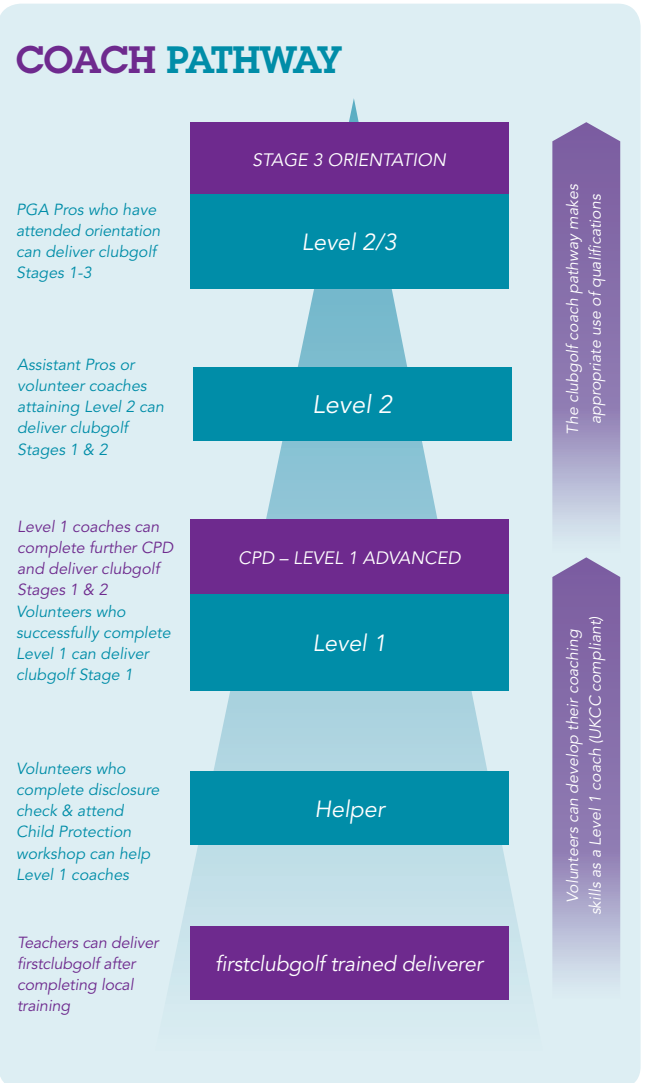 COACH PATHWAY
STAGE 3 ORIENTATION
PGA Pros who have
attended orientation
can deliver clubgolf
Stages 1-3
Level 2/3
Assistant Pros or
volunteer coaches
attaining Level 2 can
deliver clubgolf
Stages 1 & 2
Level 2
Level 1 coaches can
complete further CPD
and deliver clubgolf
Stages 1 & 2
CPD – LEVEL 1 ADVANCED
Volunteers who
successfully complete
Level 1 can deliver
clubgolf Stage 1
Level 1
Volunteers who
complete disclosure
check & attend
Child Protection
workshop can help
Level 1 coaches
Helper
Teachers can deliver
firstclubgolf after
completing local
training
firstclubgolf trained deliverer
The clubgolf coach pathway makes
appropriate use of qualifications
Volunteers can develop their coaching
skills as a Level 1 coach (UKCC compliant)